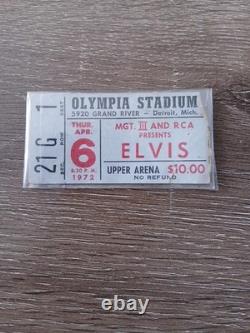 OLYMPIA STADIUM
5920 GRAND RIVER — Detroit, Mich.
THUR.
APR.
6
8:30 P.M.
1972
MGT. III AND RCA
PRESENTS
ELVIS
UPPER ARENA $10.00
NO REFUND
21 G 1
SEC. ROW SEAT